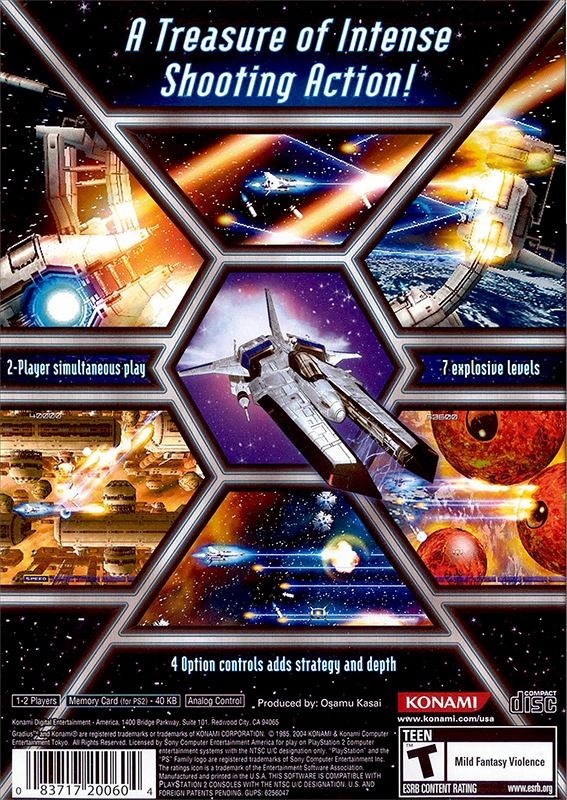 A Treasure of Intense
Shooting Action!
2-Player simultaneous play
7 explosive levels
40000
53600
SPEED
4 Option controls adds strategy and depth
1-2 Players
Memory Card (for PS2) - 40 KB
Analog Control
Produced by: Osamu Kasai
KONAMI
www.konami.com/usa
COMPACT
disc
Konami Digital Entertainment - America. 1400 Bridge Parkway, Suite 101. Redwood City, CA 94065
Gradius™ and Konami® are registered trademarks or trademarks of KONAMI CORPORATION. © 1985, 2004 KONAMI & Konami Computer
Entertainment Tokyo. All Rights Reserved. Licensed by Sony Computer Entertainment America for play on PlayStation 2 computer
entertainment systems with the NTSC U/C designation only. "PlayStation" and the
"PS" Family logo are registered trademarks of Sony Computer Entertainment Inc.
The ratings icon is a trademark of the Entertainment Software Association.
Manufactured and printed in the U.S.A. THIS SOFTWARE IS COMPATIBLE WITH
PLAYSTATION 2 CONSOLES WITH THE NTSC U/C DESIGNATION. U.S. AND
FOREIGN PATENTS PENDING. GUPS: 6256047
0 83717 20060 4
TEEN
T
Mild Fantasy Violence
ESRB CONTENT RATING
www.esrb.org